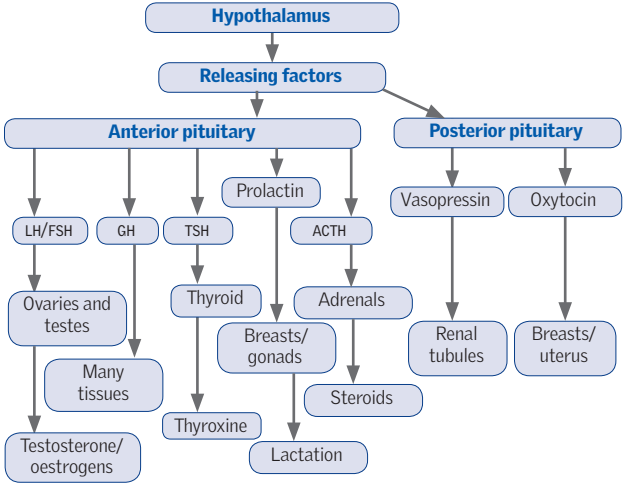 Hypothalamus
Releasing factors
Anterior pituitary
Posterior pituitary
Prolactin
Vasopressin
Oxytocin
LH/FSH
GH
TSH
ACTH
Ovaries and
testes
Thyroid
Adrenals
Breasts/
gonads
Renal
tubules
Breasts/
uterus
Many
tissues
Steroids
Thyroxine
Testosterone/
oestrogens
Lactation